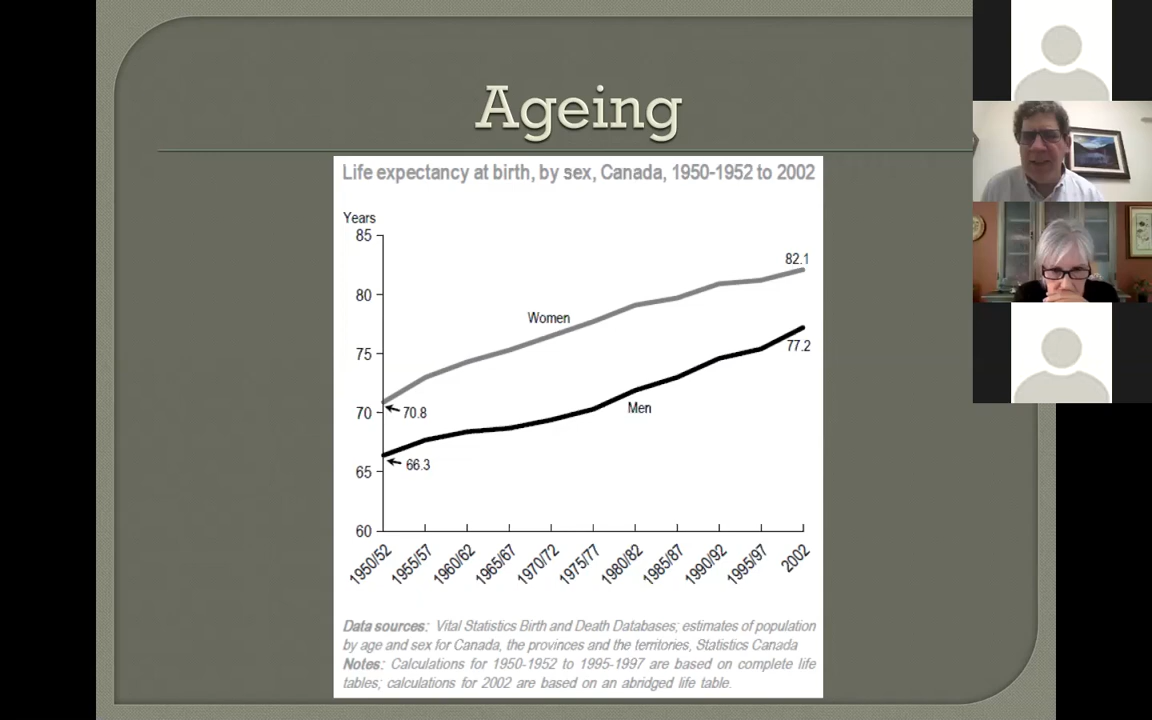 Ageing
Life expectancy at birth, by sex, Canada, 1950-1952 to 2002
Years
85
82.1
80
Women
75
77.2
70
70.8
Men
65
66.3
60
1950/52 1955/57 1960/62 1965/67 1970/72 1975/77 1980/82 1985/87 1990/92 1995/97 2002
Data sources: Vital Statistics Birth and Death Databases; estimates of population
by age and sex for Canada, the provinces and the territories, Statistics Canada
Notes: Calculations for 1950-1952 to 1995-1997 are based on complete life
tables; calculations for 2002 are based on an abridged life table.